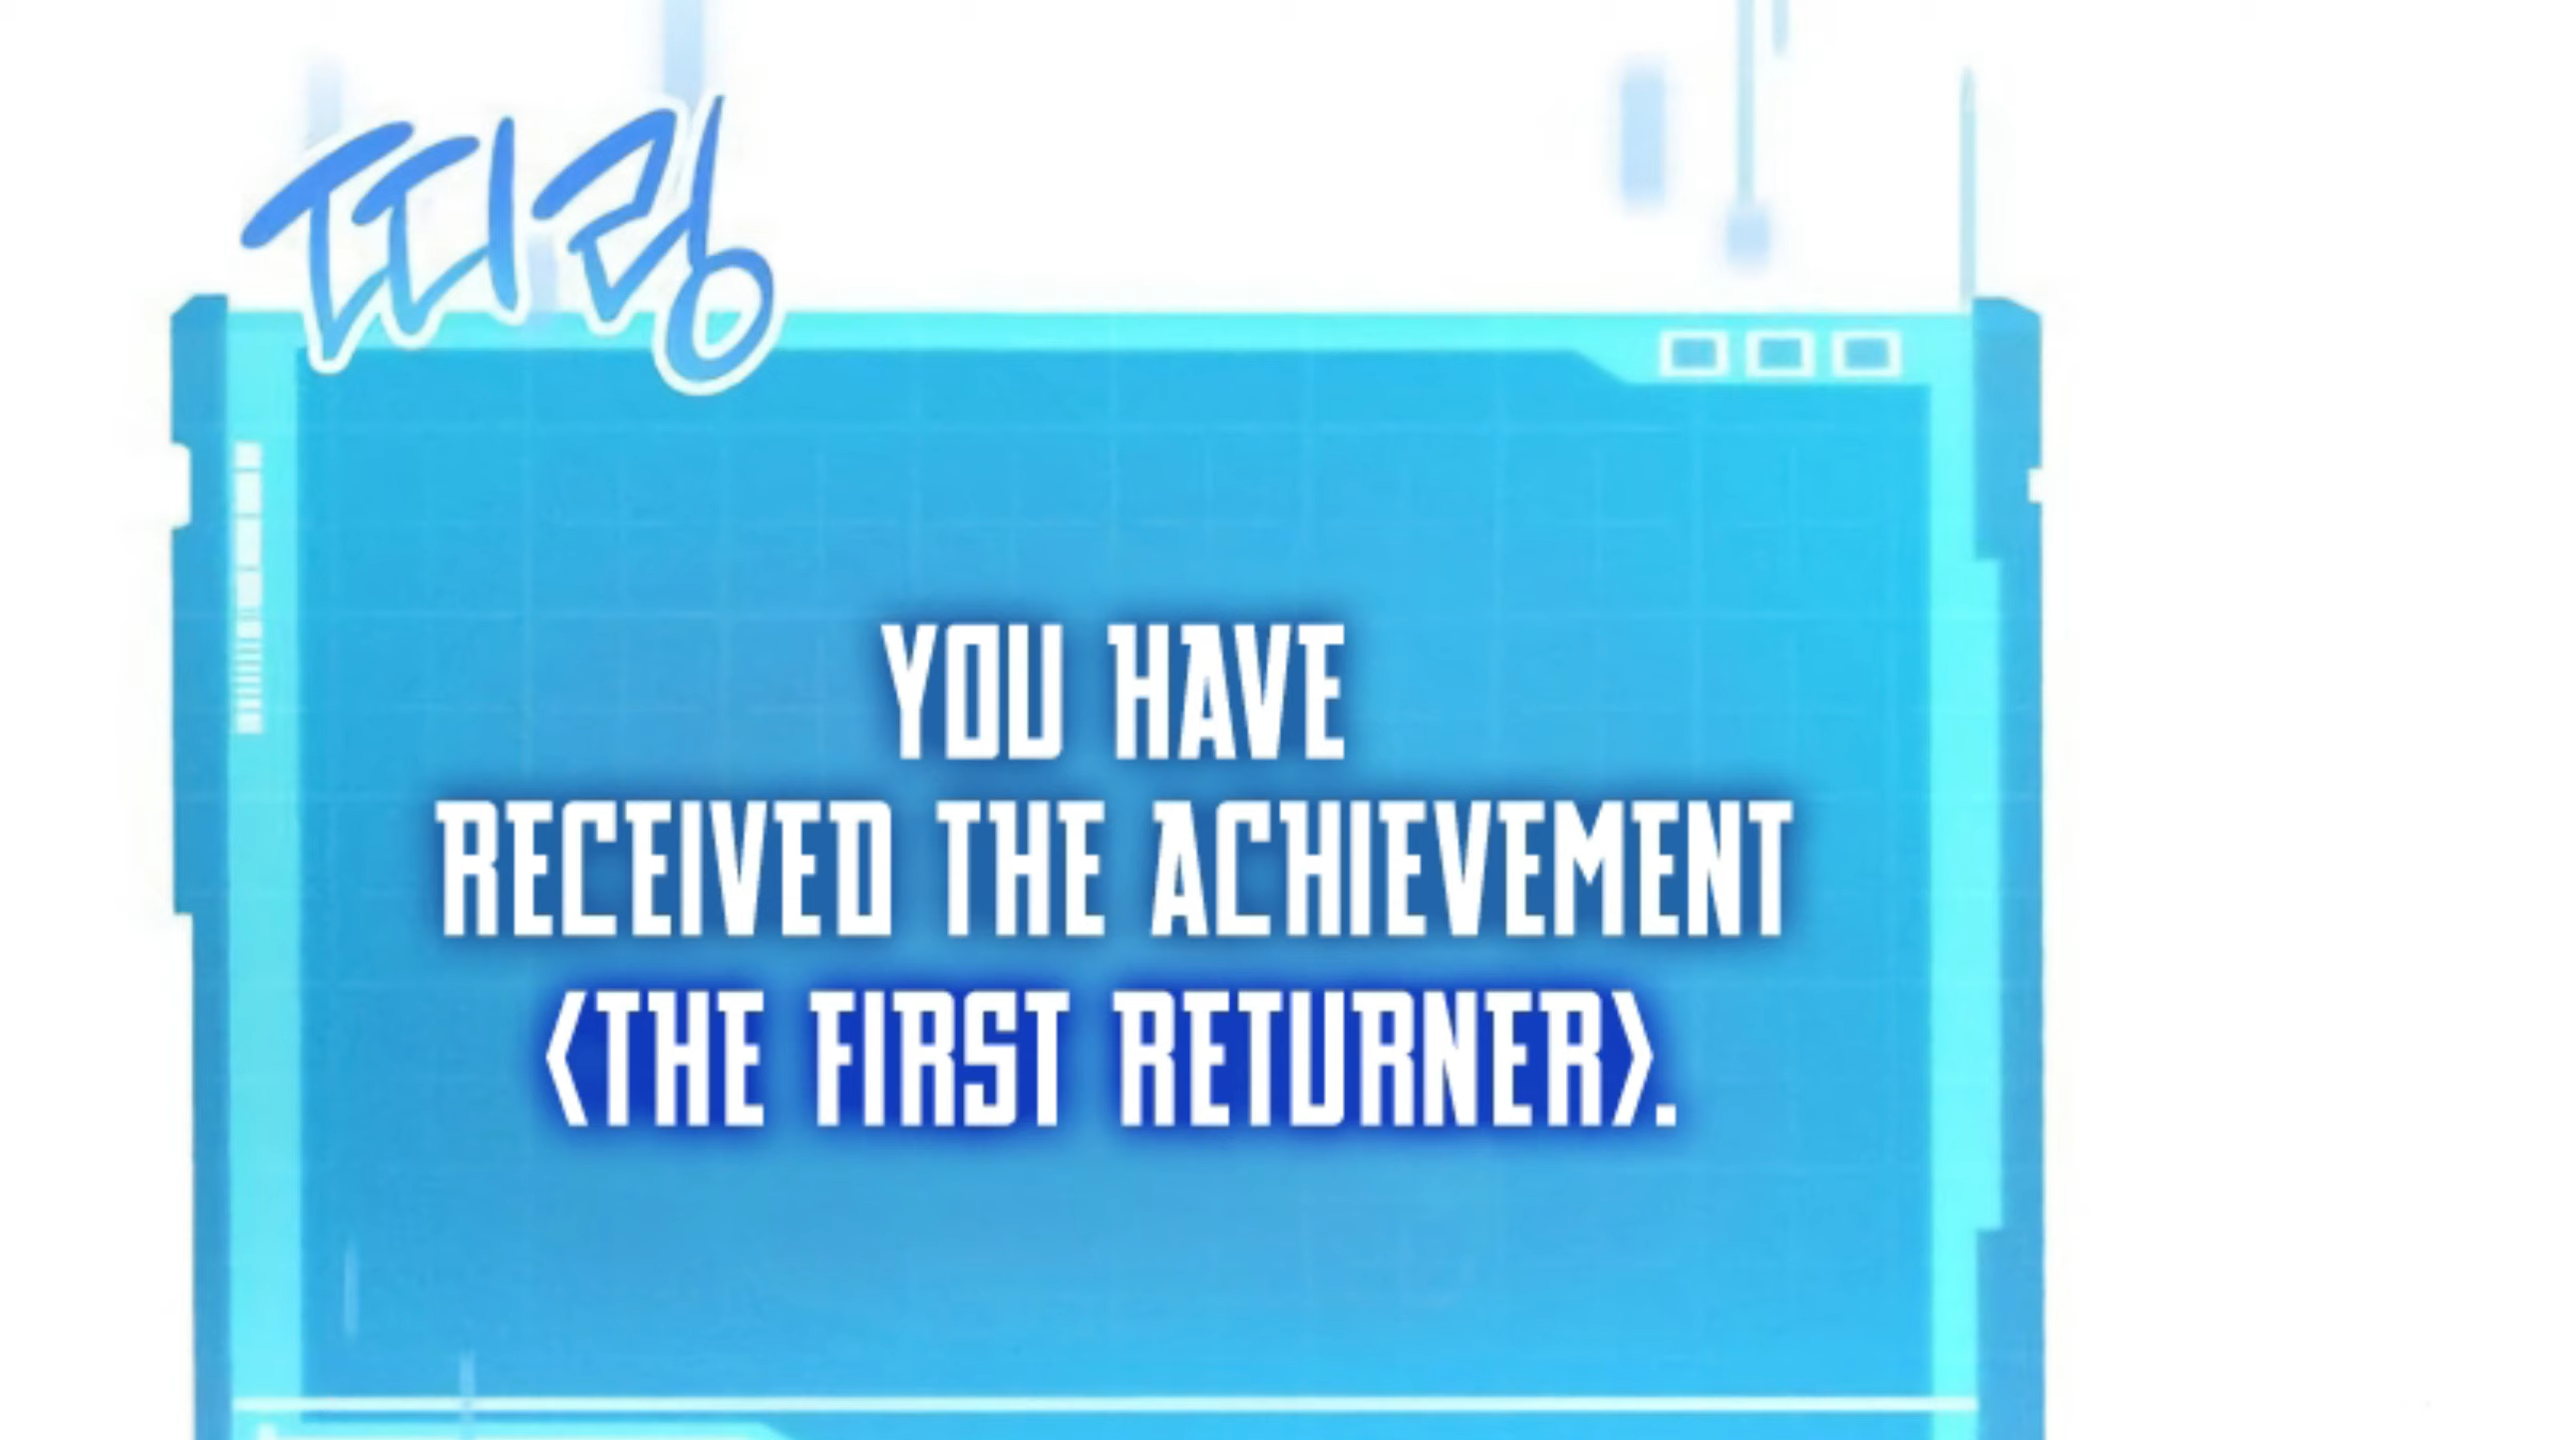 띠링
YOU HAVE
RECEIVED THE ACHIEVEMENT
<THE FIRST RETURNER>.